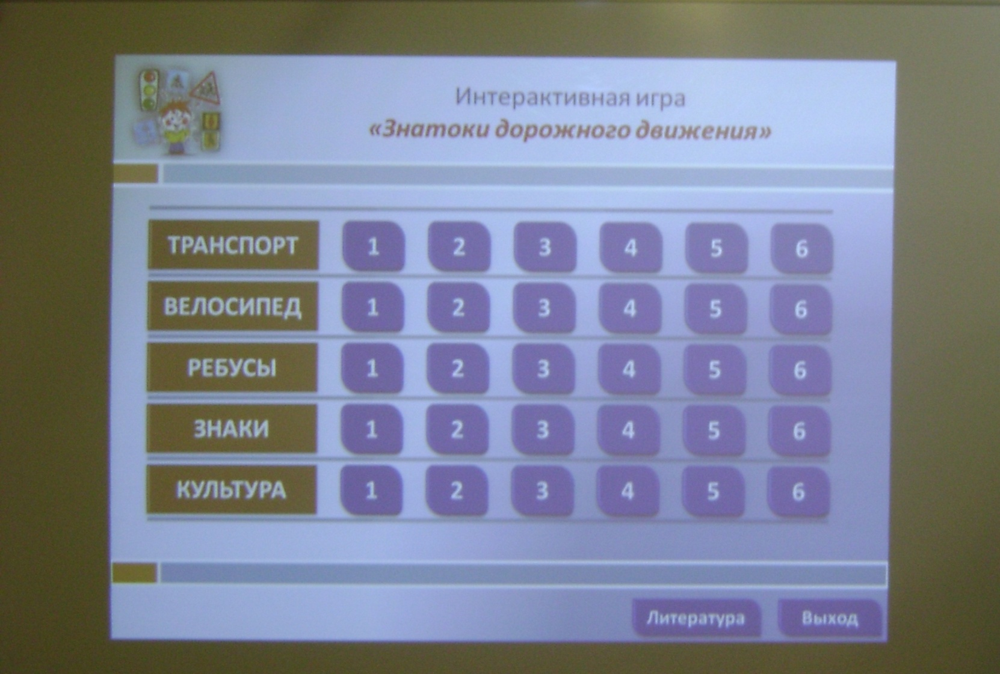 Интерактивная игра
«Знатоки дорожного движения»
ТРАНСПОРТ 1 2 3 4 5 6
ВЕЛОСИПЕД 1 2 3 4 5 6
РЕБУСЫ 1 2 3 4 5 6
ЗНАКИ 1 2 3 4 5 6
КУЛЬТУРА 1 2 3 4 5 6
Литература Выход